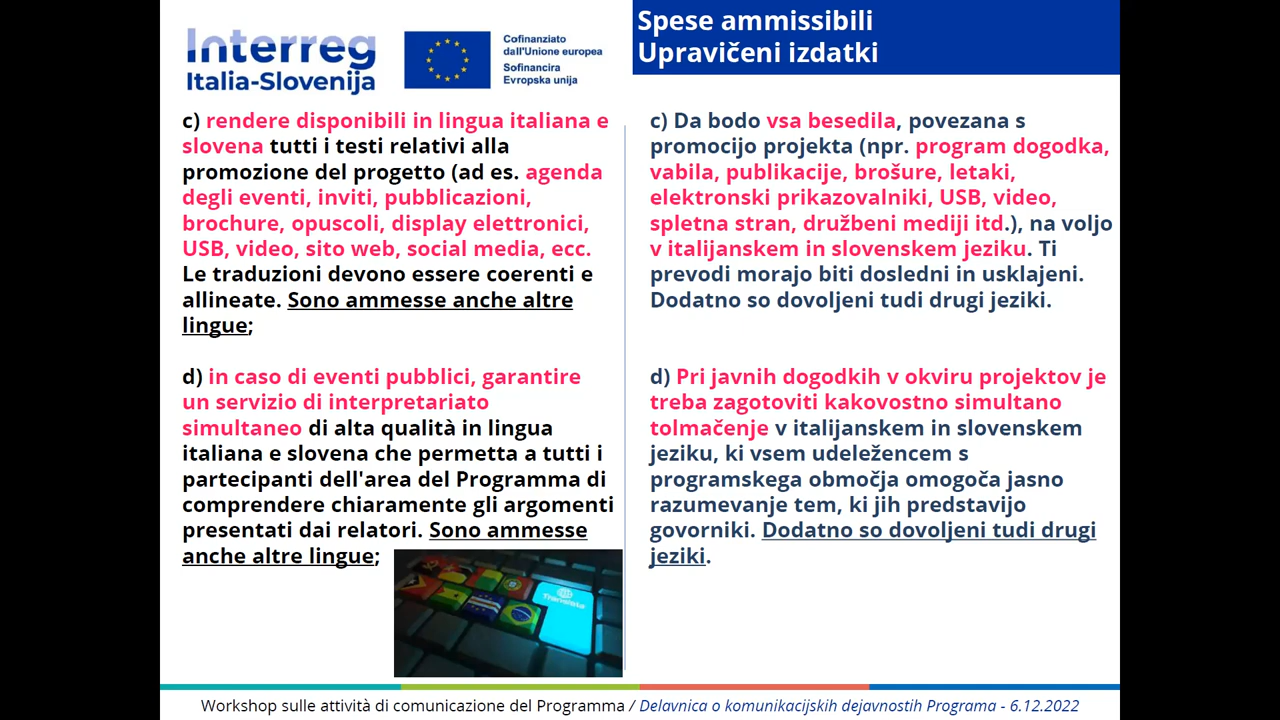 Interreg
Italia-Slovenija
Cofinanziato
dall'Unione europea
Sofinancira
Evropska unija
Spese ammissibili
Upravičeni izdatki
c) rendere disponibili in lingua italiana e
slovena tutti i testi relativi alla
promozione del progetto (ad es. agenda
degli eventi, inviti, pubblicazioni,
brochure, opuscoli, display elettronici,
USB, video, sito web, social media, ecc.
Le traduzioni devono essere coerenti e
allineate. Sono ammesse anche altre
lingue;
d) in caso di eventi pubblici, garantire
un servizio di interpretariato
simultaneo di alta qualità in lingua
italiana e slovena che permetta a tutti i
partecipanti dell'area del Programma di
comprendere chiaramente gli argomenti
presentati dai relatori. Sono ammesse
anche altre lingue;
Translate
c) Da bodo vsa besedila, povezana s
promocijo projekta (npr. program dogodka,
vabila, publikacije, brošure, letaki,
elektronski prikazovalniki, USB, video,
spletna stran, družbeni mediji itd.), na voljo
v italijanskem in slovenskem jeziku. Ti
prevodi morajo biti dosledni in usklajeni.
Dodatno so dovoljeni tudi drugi jeziki.
d) Pri javnih dogodkih v okviru projektov je
treba zagotoviti kakovostno simultano
tolmačenje v italijanskem in slovenskem
jeziku, ki vsem udeležencem s
programskega območja omogoča jasno
razumevanje tem, ki jih predstavijo
govorniki. Dodatno so dovoljeni tudi drugi
jeziki.
Workshop sulle attività di comunicazione del Programma / Delavnica o komunikacijskih dejavnostih Programa - 6.12.2022